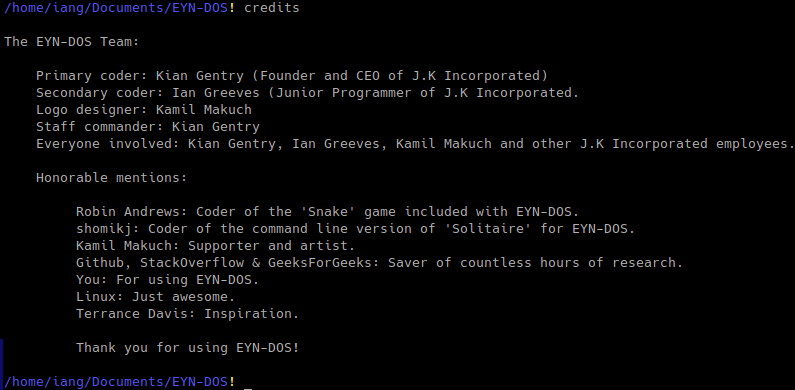 /home/iang/Documents/EYN-DOS! credits
The EYN-DOS Team:
Primary coder: Kian Gentry (Founder and CEO of J.K Incorporated)
Secondary coder: Ian Greeves (Junior Programmer of J.K Incorporated.
Logo designer: Kamil Makuch
Staff commander: Kian Gentry
Everyone involved: Kian Gentry, Ian Greeves, Kamil Makuch and other J.K Incorporated employees.
Honorable mentions:
Robin Andrews: Coder of the 'Snake' game included with EYN-DOS.
shomikj: Coder of the command line version of 'Solitaire' for EYN-DOS.
Kamil Makuch: Supporter and artist.
Github, StackOverflow & GeeksForGeeks: Saver of countless hours of research.
You: For using EYN-DOS.
Linux: Just awesome.
Terrance Davis: Inspiration.
Thank you for using EYN-DOS!
/home/iang/Documents/EYN-DOS! _